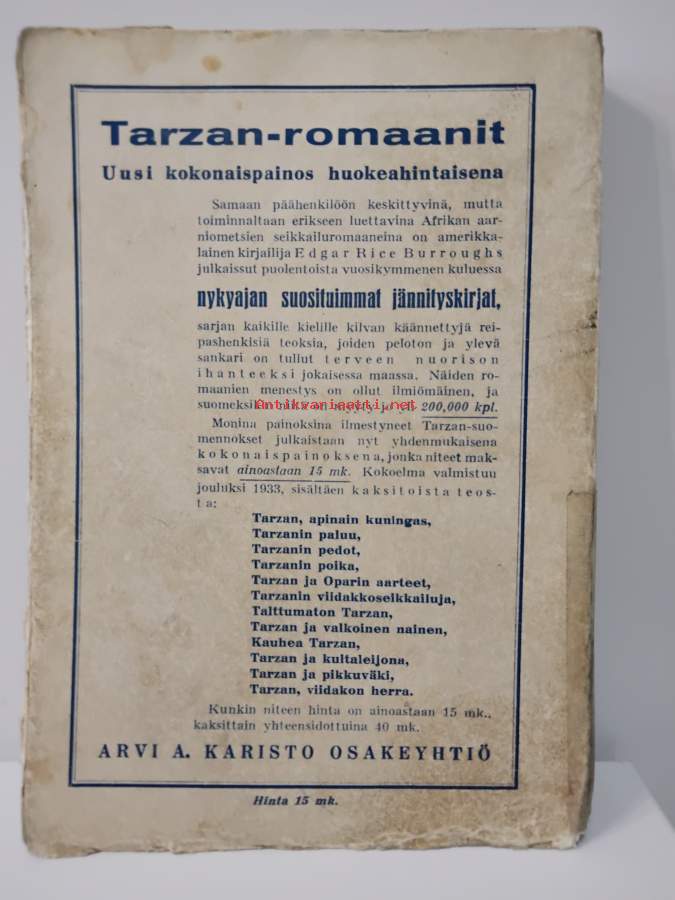 Tarzan-romaanit
Uusi kokonaispainos huokeahintaisena
Samaan päähenkilöön keskittyvinä, mutta
toiminnaltaan erikseen luettavina Afrikan aar-
niometsien seikkailuromaaneina on amerikka-
lainen kirjailija Edgar Rice Burroughs
julkaissut puolentoista vuosikymmenen kuluessa
nykyajan suosituimmat jännityskirjat,
sarjan kaikille kielille kilvan käännettyjä rei-
pashenkisiä teoksia, joiden peloton ja ylevä
sankari on tullut terveen nuorison
ihanteeksi jokaisessa maassa. Näiden ro-
maanien menestys on ollut ilmiömäinen, ja
200,000 kpl.
Antikvariaatti.net
Monina painoksina ilmestyneet Tarzan-suo-
mennokset julkaistaan nyt yhdenmukaisena
kokonaispainoksena, jonka niteet mak-
savat ainoastaan 15 mk. Kokoelma valmistuu
jouluksi 1933, sisältäen kaksitoista teos-
ta:
Tarzan, apinain kuningas,
Tarzanin paluu,
Tarzanin pedot,
Tarzanin poika,
Tarzan ja Oparin aarteet,
Tarzanin viidakkoseikkailuja,
Talttumaton Tarzan,
Tarzan ja valkoinen nainen,
Kauhea Tarzan,
Tarzan ja kultaleijona,
Tarzan ja pikkuväki,
Tarzan, viidakon herra.
Kunkin niteen hinta on ainoastaan 15 mk.,
kaksittain yhteensidottuina 40 mk.
ARVI A. KARISTO OSAKEYHTIÖ
Hinta 15 mk.